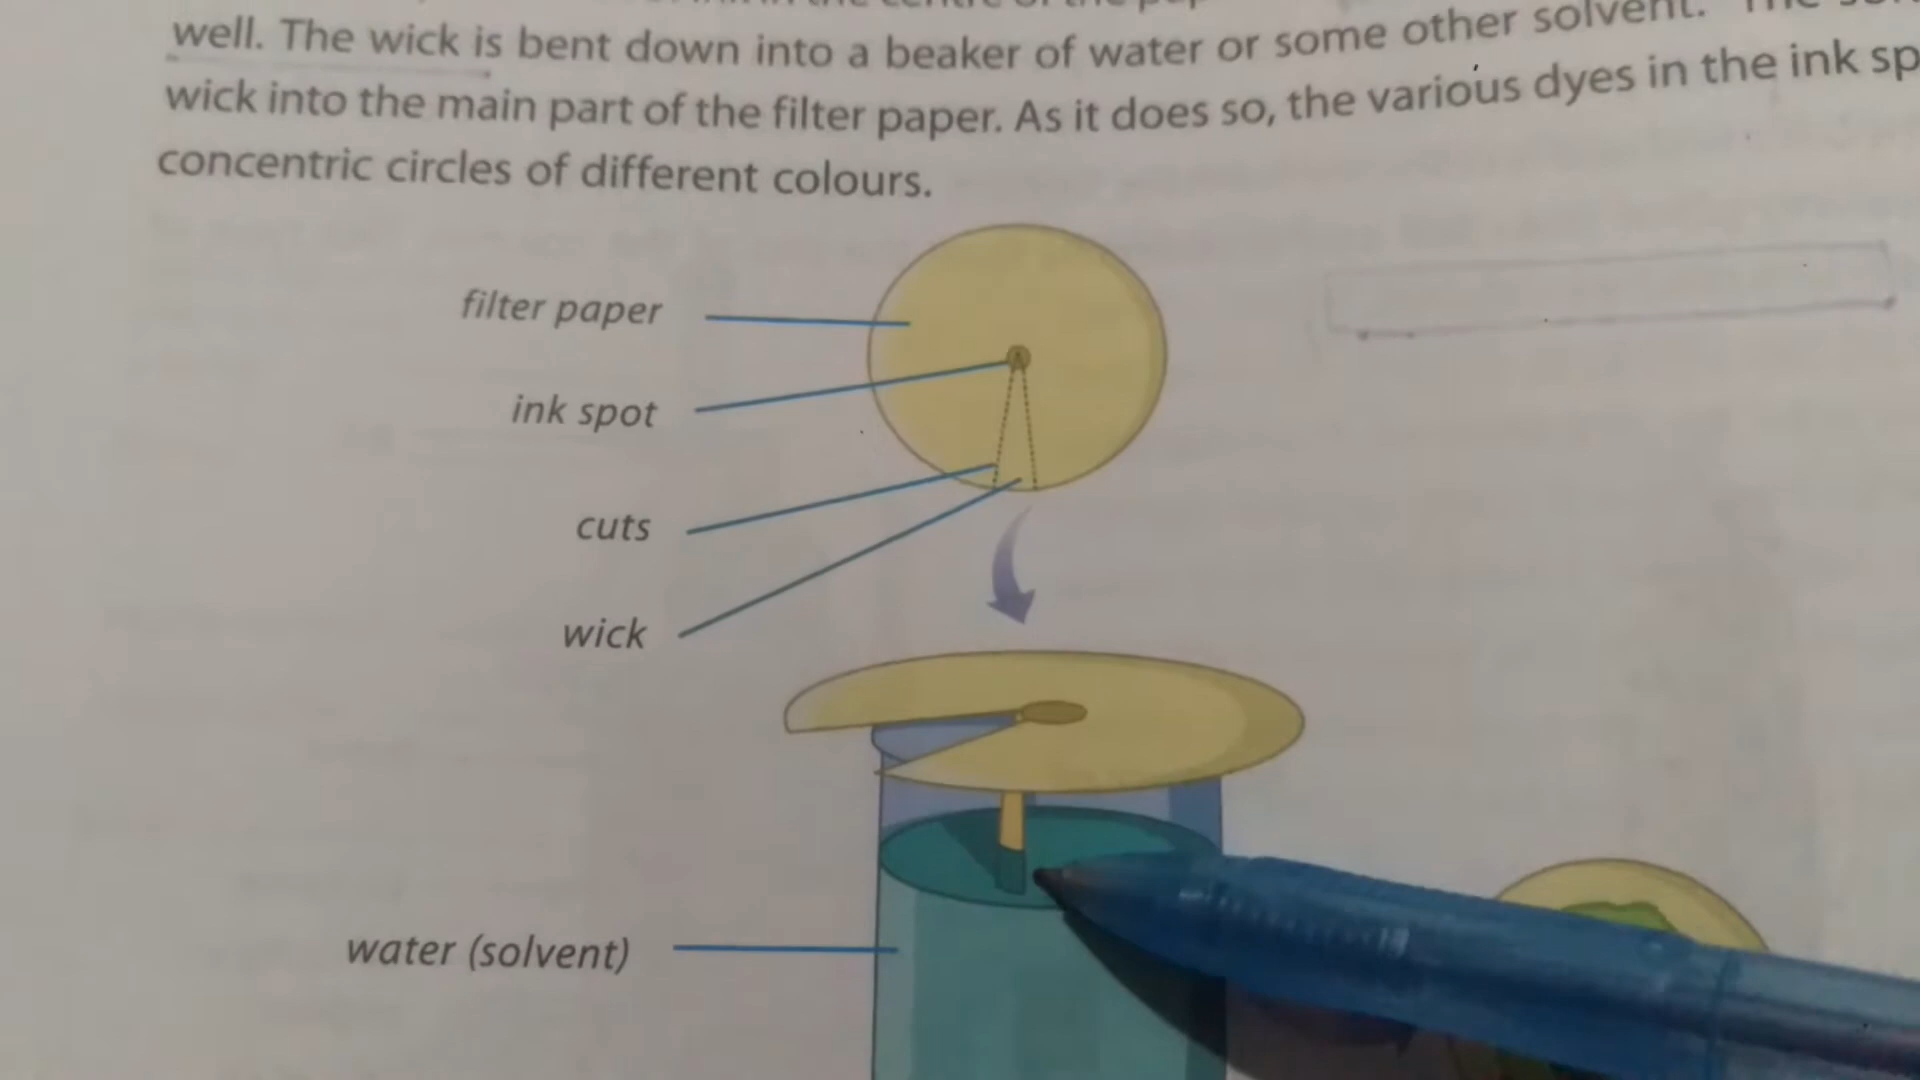 well. The wick is bent down into a beaker of water or some other solvent.
wick into the main part of the filter paper. As it does so, the various dyes in the ink
concentric circles of different colours.
filter paper
ink spot
cuts
wick
water (solvent)